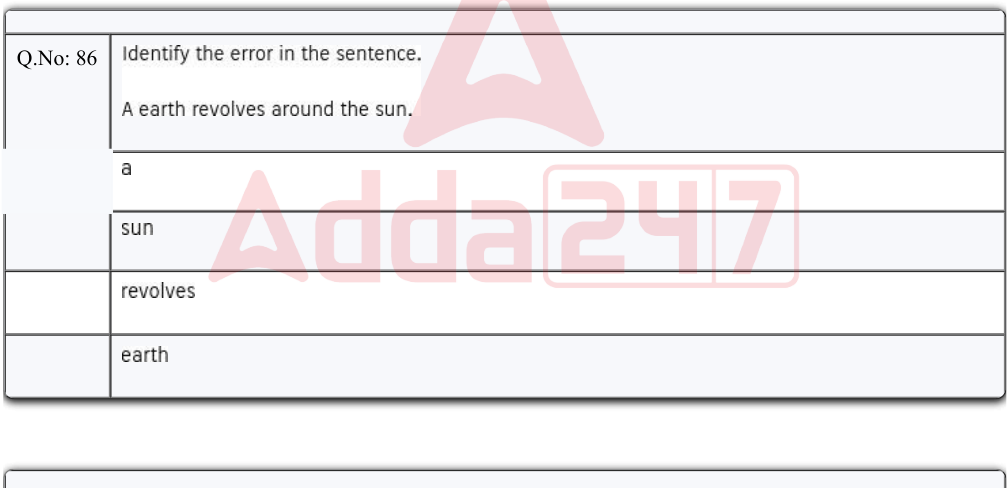 Q.No: 86
Identify the error in the sentence.
A earth revolves around the sun.
a
sun
revolves
earth
Adda247